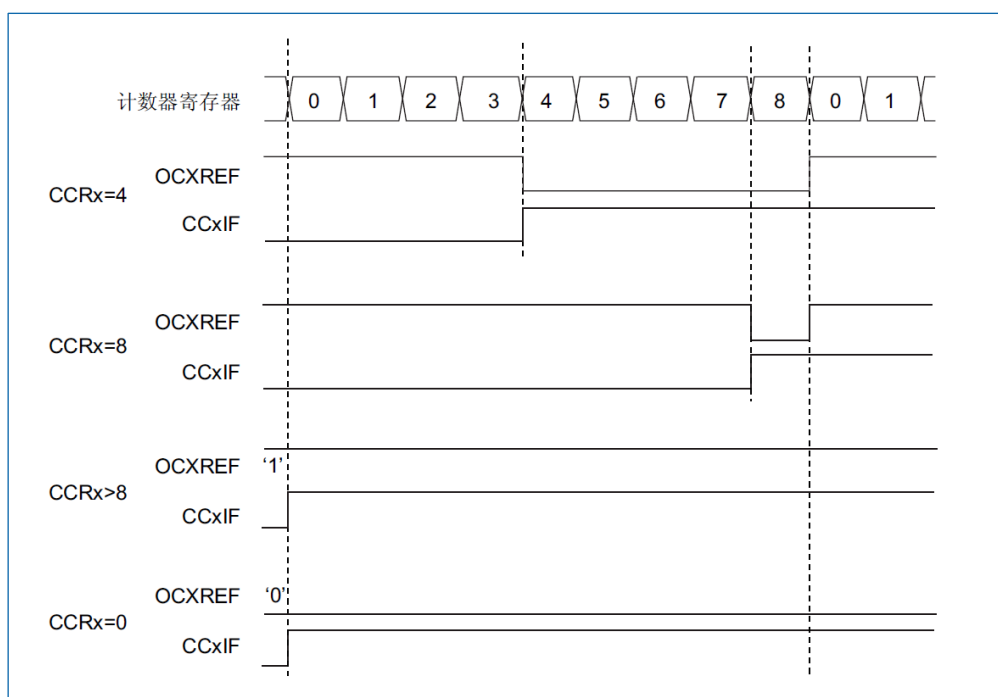 计数器寄存器 0 1 2 3 4 5 6 7 8 0 1
OCXREF
CCRx=4
CCxIF
OCXREF
CCRx=8
CCxIF
OCXREF '1'
CCRx>8
CCxIF
OCXREF '0'
CCRx=0
CCxIF